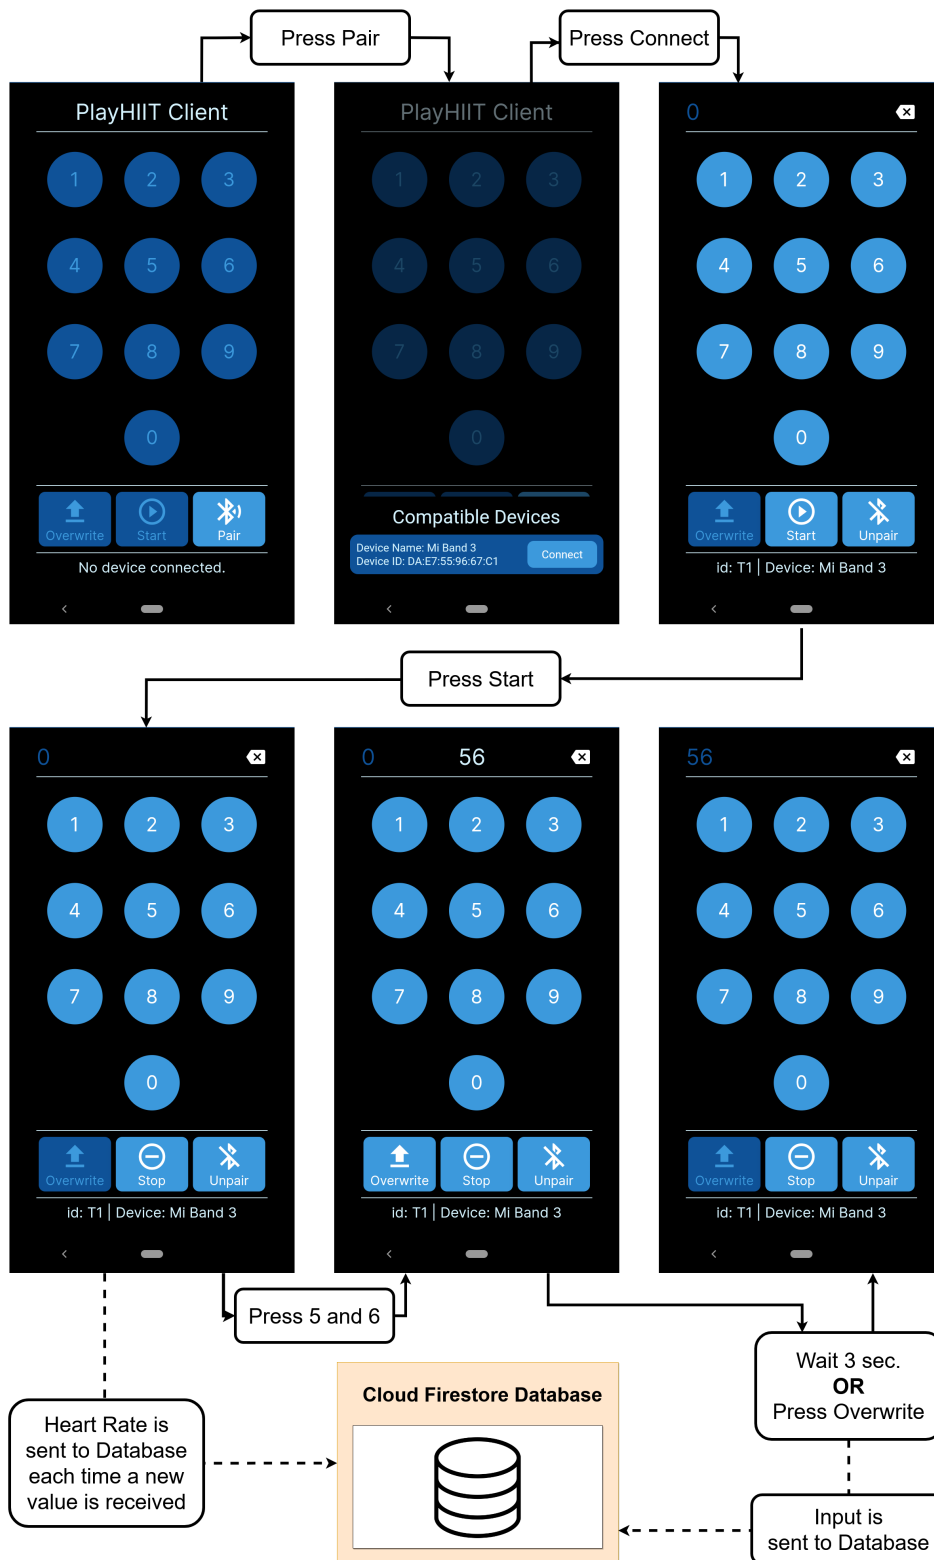 Press Pair
Press Connect
PlayHIIT Client
1 2 3
4 5 6
7 8 9
0
Overwrite Start Pair
No device connected.
PlayHIIT Client
1 2 3
4 5 6
7 8 9
0
Compatible Devices
Device Name: Mi Band 3
Device ID: DA:E7:55:96:67:C1
Connect
0
1 2 3
4 5 6
7 8 9
0
Overwrite Start Unpair
id: T1 | Device: Mi Band 3
Press Start
0
1 2 3
4 5 6
7 8 9
0
Overwrite Stop Unpair
id: T1 | Device: Mi Band 3
0 56
1 2 3
4 5 6
7 8 9
0
Overwrite Stop Unpair
id: T1 | Device: Mi Band 3
56
1 2 3
4 5 6
7 8 9
0
Overwrite Stop Unpair
id: T1 | Device: Mi Band 3
Press 5 and 6
Wait 3 sec.
OR
Press Overwrite
Heart Rate is
sent to Database
each time a new
value is received
Cloud Firestore Database
Input is
sent to Database